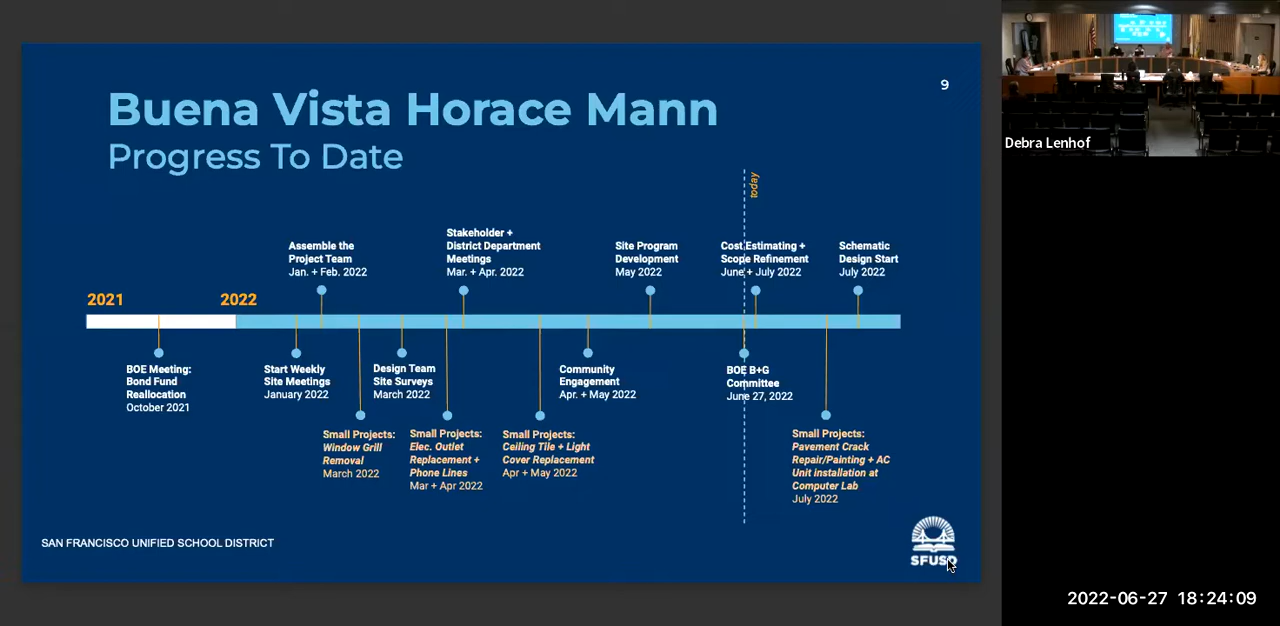 9
Buena Vista Horace Mann
Progress To Date
today
Stakeholder +
District Department
Meetings
Mar. + Apr. 2022
Assemble the
Project Team
Jan. + Feb. 2022
Site Program
Development
May 2022
Cost Estimating +
Scope Refinement
June + July 2022
Schematic
Design Start
July 2022
2021
2022
BOE Meeting:
Bond Fund
Reallocation
October 2021
Start Weekly
Site Meetings
January 2022
Design Team
Site Surveys
March 2022
Community
Engagement
Apr. + May 2022
BOE B+G
Committee
June 27, 2022
Small Projects:
Window Grill
Removal
March 2022
Small Projects:
Elec. Outlet
Replacement +
Phone Lines
Mar + Apr 2022
Small Projects:
Ceiling Tile + Light
Cover Replacement
Apr + May 2022
Small Projects:
Pavement Crack
Repair/Painting + AC
Unit installation at
Computer Lab
July 2022
SAN FRANCISCO UNIFIED SCHOOL DISTRICT
SFUSD
Debra Lenhof
2022-06-27 18:24:09